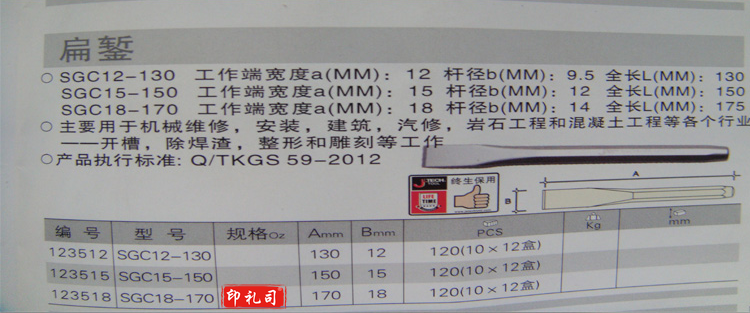 扁錾
○ SGC12-130 工作端宽度a(MM): 12 杆径b(MM): 9.5 全长L(MM): 130
SGC15-150 工作端宽度a(MM): 15 杆径b(MM): 12 全长L(MM): 150
SGC18-170 工作端宽度a(MM): 18 杆径b(MM): 14 全长L(MM): 175
○ 主要用于机械维修，安装，建筑，汽修，岩石工程和混凝土工程等各个行业
——开槽，除焊渣，整形和雕刻等工作
○ 产品执行标准: Q/TKGS 59-2012
JTECH
LIFE TIME
终生保用
A
B
编号 型号 规格Oz Amm Bmm PCS Kg mm
123512 SGC12-130 130 12 120(10×12盒)
123515 SGC15-150 150 15 120(10×12盒)
123518 SGC18-170 印礼司 170 18 120(10×12盒)